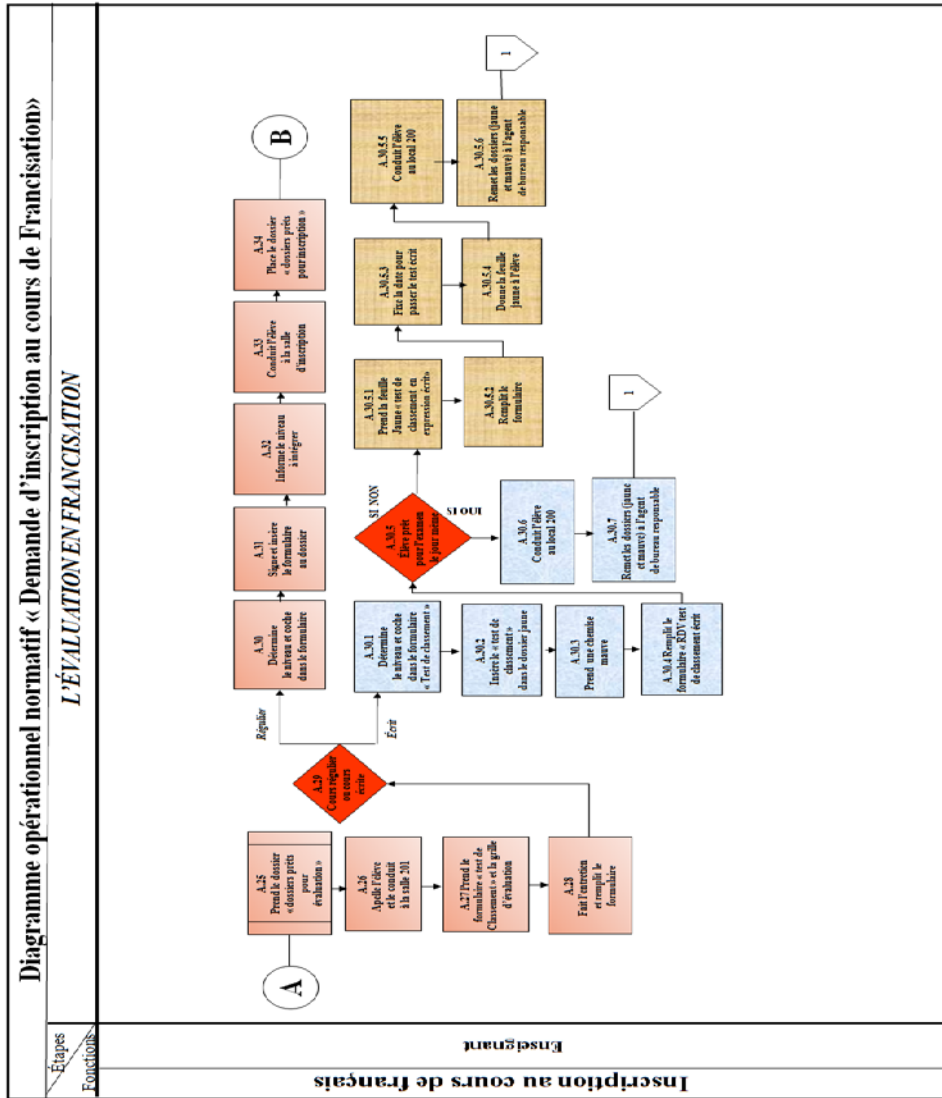 Diagramme opérationnel normatif « Demande d'inscription au cours de Francisation»
Étapes
L'ÉVALUATION EN FRANCISATION
Fonctions
Inscription au cours de français
Enseignant
A
A.25
Prend le dossier
« dossiers prêts
pour
évaluation »
A.26
Apelle l'élève
et le conduit
à la salle 201
A.27 Prend le
formulaire « test de
Classement » et la grille
d'évaluation
A.28
Fait l'entretien
et remplit le
formulaire
A.29
Cours régulier
ou cours
écrite
Régulier
Écrit
A.30
Détermine
le niveau et coche
dans le formulaire
A.31
Signe et insère
le formulaire
au dossier
A.32
Informe le niveau
à intégrer
A.33
Conduit l'élève
à la salle
d'inscription
A.34
Place le dossier
« dossiers prêts
pour inscription »
B
A.30.1
Détermine
le niveau et coche
dans le formulaire
« Test de classement »
A.30.2
Insère le « test de
classement »
dans le dossier jaune
A.30.3
Prend une chemise
mauve
A.30.4 Remplit le
formulaire « RDV test
de classement écrit
A.30.5
Élève prêt
pour l'examen
le jour même
SI NON
A.30.6
Conduit l'élève
au local 200
A.30.7
Remet les dossiers (jaune
et mauve) à l'agent
de bureau responsable
1
A.30.5.1
Prend la feuille
Jaune « test de
classement en
expression écrit»
A.30.5.2
Remplit le
formulaire
A.30.5.3
Fixe la date pour
passer le test écrit
A.30.5.4
Donne la feuille
jaune à l'élève
A.30.5.5
Conduit l'élève
au local 200
A.30.5.6
Remet les dossiers (jaune
et mauve) à l'agent
de bureau responsable
1